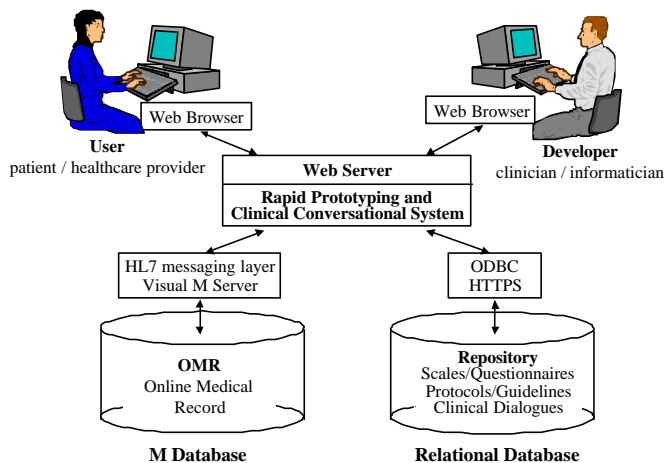 Web Browser
User
patient / healthcare provider
Web Browser
Developer
clinician / informatician
Web Server
Rapid Prototyping and
Clinical Conversational System
HL7 messaging layer
Visual M Server
ODBC
HTTPS
OMR
Online Medical
Record
Repository
Scales/Questionnaires
Protocols/Guidelines
Clinical Dialogues
M Database
Relational Database